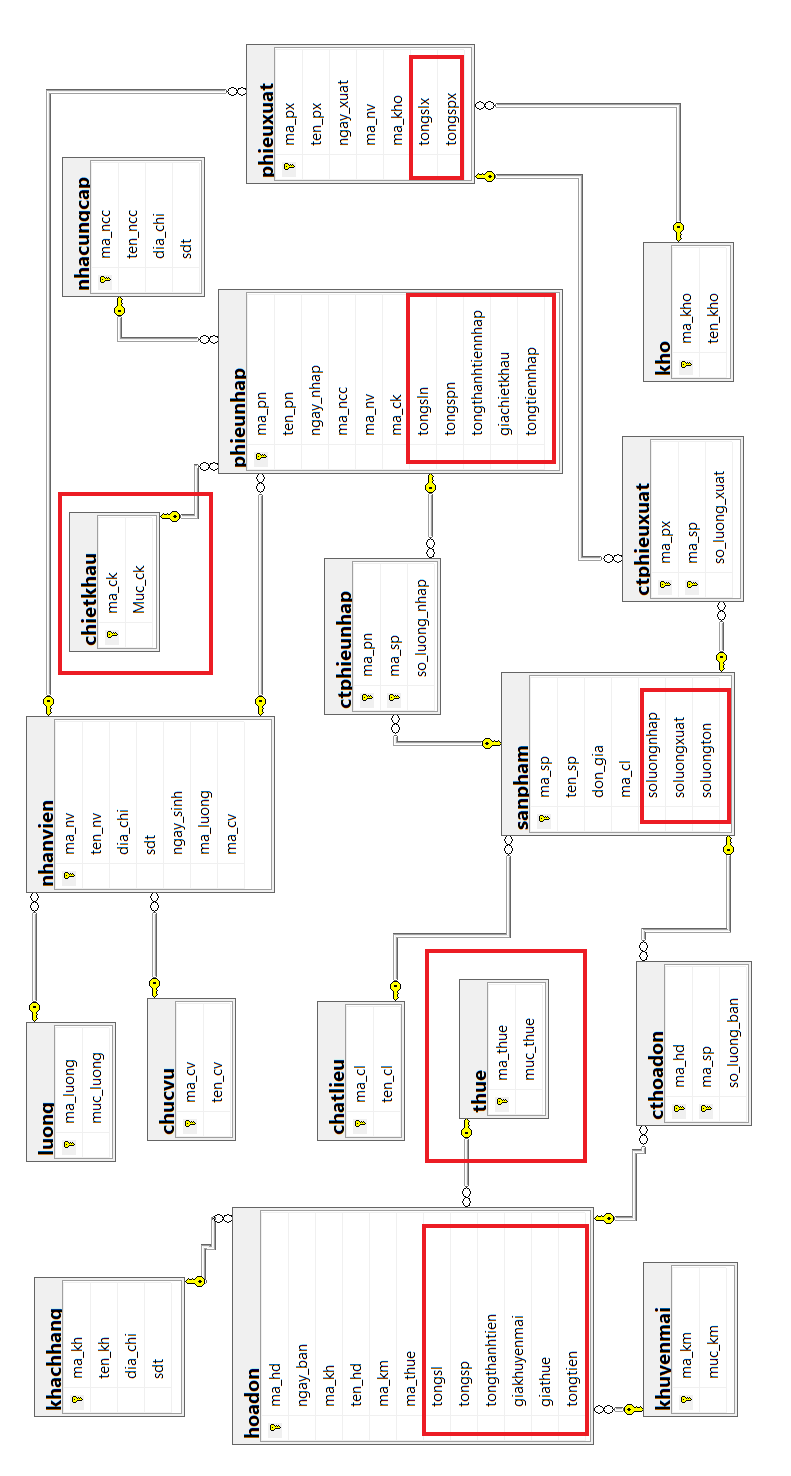 khachhang
ma_kh
ten_kh
dia_chi
sdt
luong
ma_luong
muc_luong
nhanvien
ma_nv
ten_nv
dia_chi
sdt
ngay_sinh
ma_luong
ma_cv
chietkhau
ma_ck
Muc_ck
nhacungcap
ma_ncc
ten_ncc
dia_chi
sdt
chucvu
ma_cv
ten_cv
hoadon
ma_hd
ngay_ban
ma_kh
ten_hd
ma_km
ma_thue
tongsl
tongsp
tongthanhtien
giakhuyenmai
giathue
tongtien
chatlieu
ma_cl
ten_cl
thue
ma_thue
muc_thue
ctphieunhap
ma_pn
ma_sp
so_luong_nhap
phieunhap
ma_pn
ten_pn
ngay_nhap
ma_ncc
ma_nv
ma_ck
tongsln
tongspn
tongthanhtiennhap
giachietkhau
tongtiennhap
phieuxuat
ma_px
ten_px
ngay_xuat
ma_nv
ma_kho
tongslx
tongspx
sanpham
ma_sp
ten_sp
don_gia
ma_cl
soluongnhap
soluongxuat
soluongton
khuyenmai
ma_km
muc_km
cthoadon
ma_hd
ma_sp
so_luong_ban
ctphieuxuat
ma_px
ma_sp
so_luong_xuat
kho
ma_kho
ten_kho